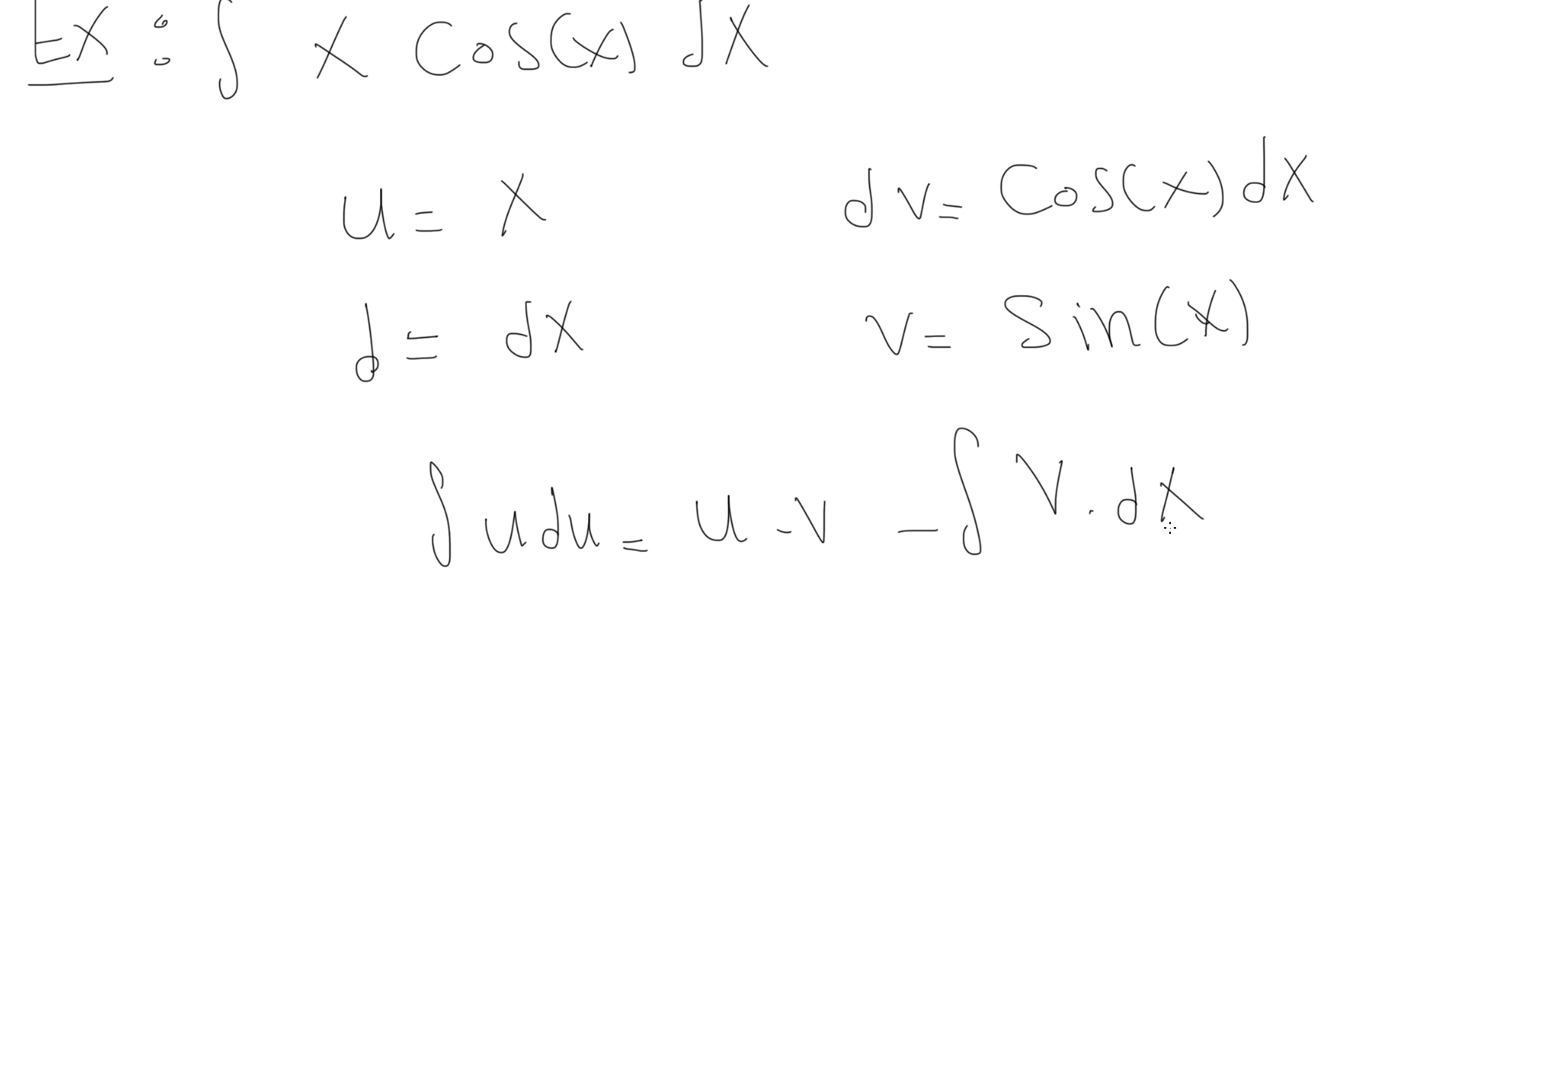 Ex : ∫ x Cos(x) dx
u = x dv = Cos(x) dx
d = dx v = Sin(x)
∫ u du = u - v - ∫ v . dx